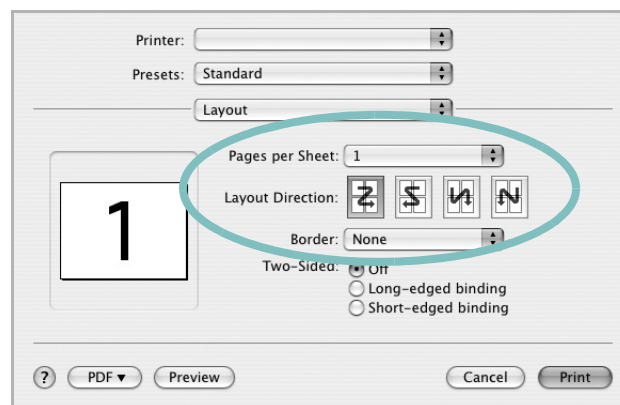 Printer:
Presets: Standard
Layout
Pages per Sheet: 1
Layout Direction:
1
Border: None
Two-Sided: Off
Long-edged binding
Short-edged binding
? PDF▼ Preview Cancel Print